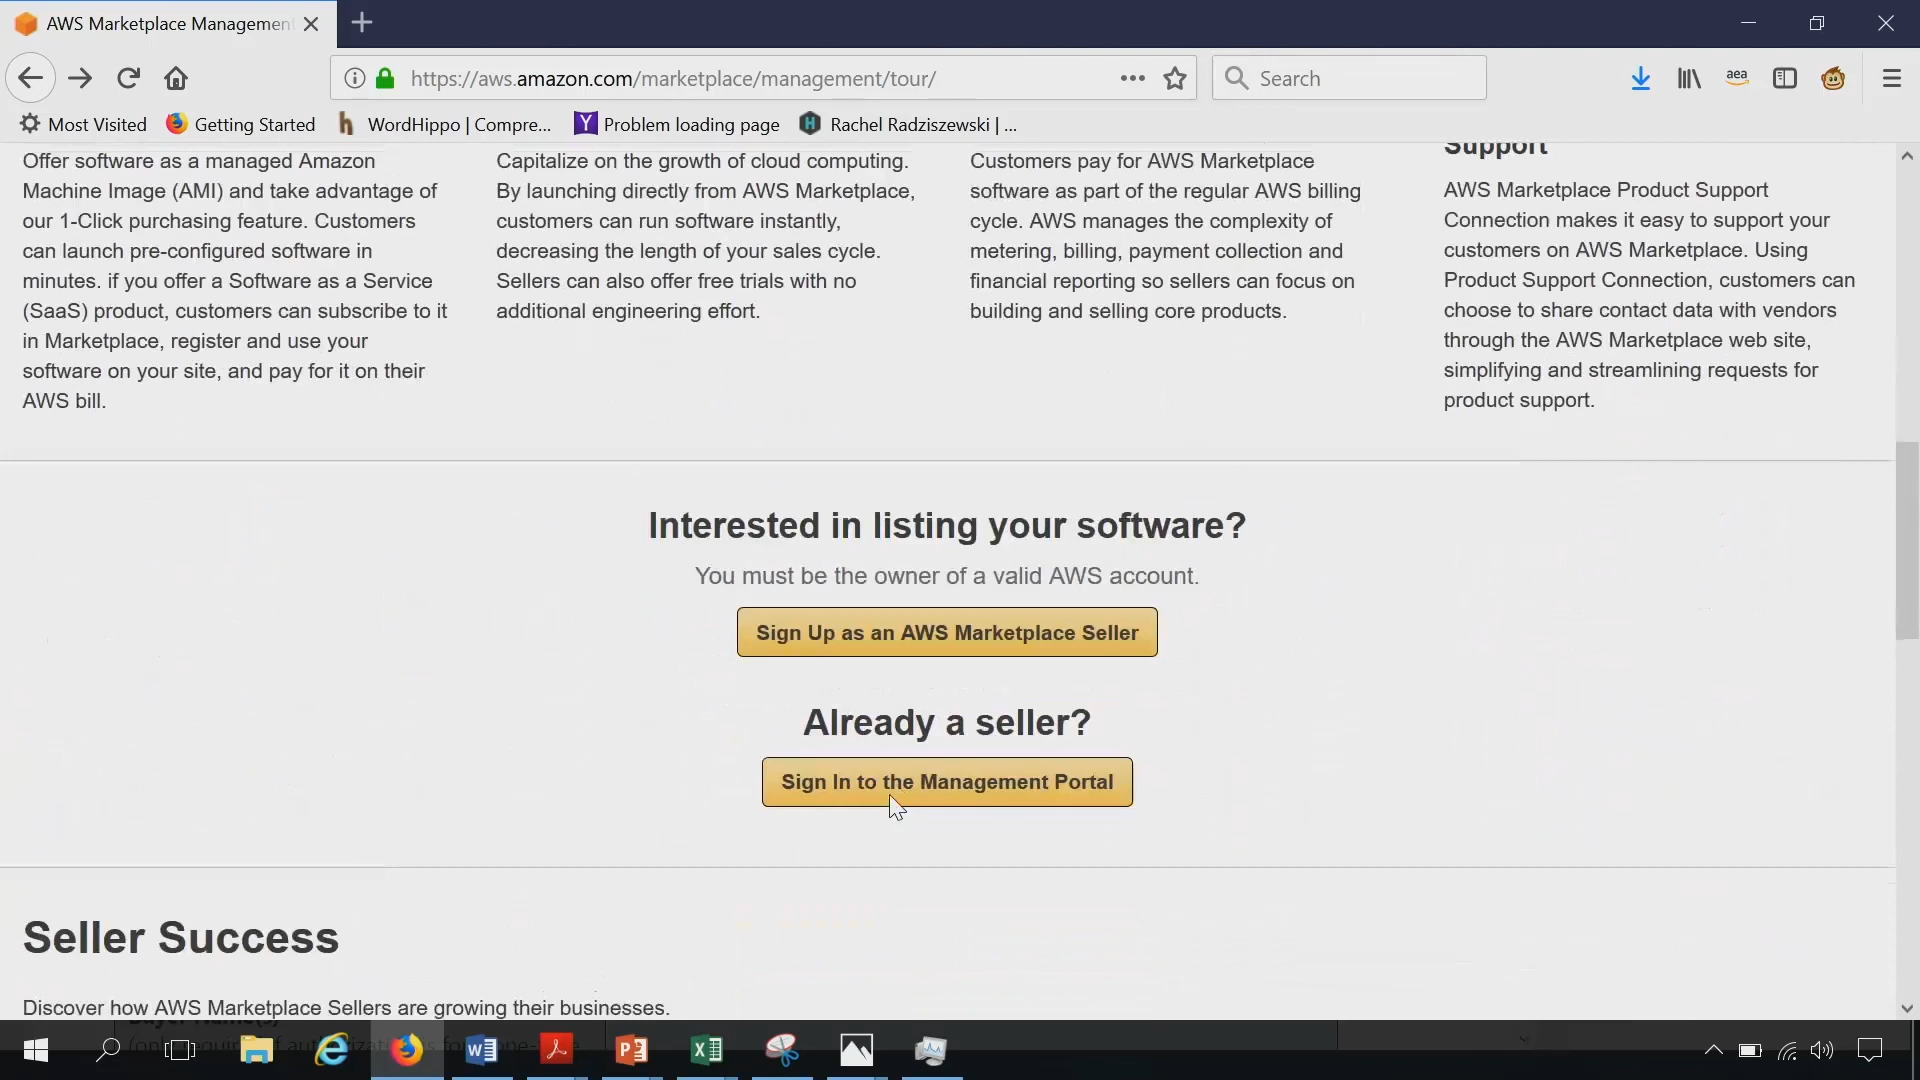 AWS Marketplace Management
https://aws.amazon.com/marketplace/management/tour/
Search
aea
Most Visited
Getting Started
WordHippo | Compre...
Problem loading page
Rachel Radziszewski | ...
Offer software as a managed Amazon
Machine Image (AMI) and take advantage of
our 1-Click purchasing feature. Customers
can launch pre-configured software in
minutes. if you offer a Software as a Service
(SaaS) product, customers can subscribe to it
in Marketplace, register and use your
software on your site, and pay for it on their
AWS bill.
Capitalize on the growth of cloud computing.
By launching directly from AWS Marketplace,
customers can run software instantly,
decreasing the length of your sales cycle.
Sellers can also offer free trials with no
additional engineering effort.
Customers pay for AWS Marketplace
software as part of the regular AWS billing
cycle. AWS manages the complexity of
metering, billing, payment collection and
financial reporting so sellers can focus on
building and selling core products.
Support
AWS Marketplace Product Support
Connection makes it easy to support your
customers on AWS Marketplace. Using
Product Support Connection, customers can
choose to share contact data with vendors
through the AWS Marketplace web site,
simplifying and streamlining requests for
product support.
Interested in listing your software?
You must be the owner of a valid AWS account.
Sign Up as an AWS Marketplace Seller
Already a seller?
Sign In to the Management Portal
Seller Success
Discover how AWS Marketplace Sellers are growing their businesses.